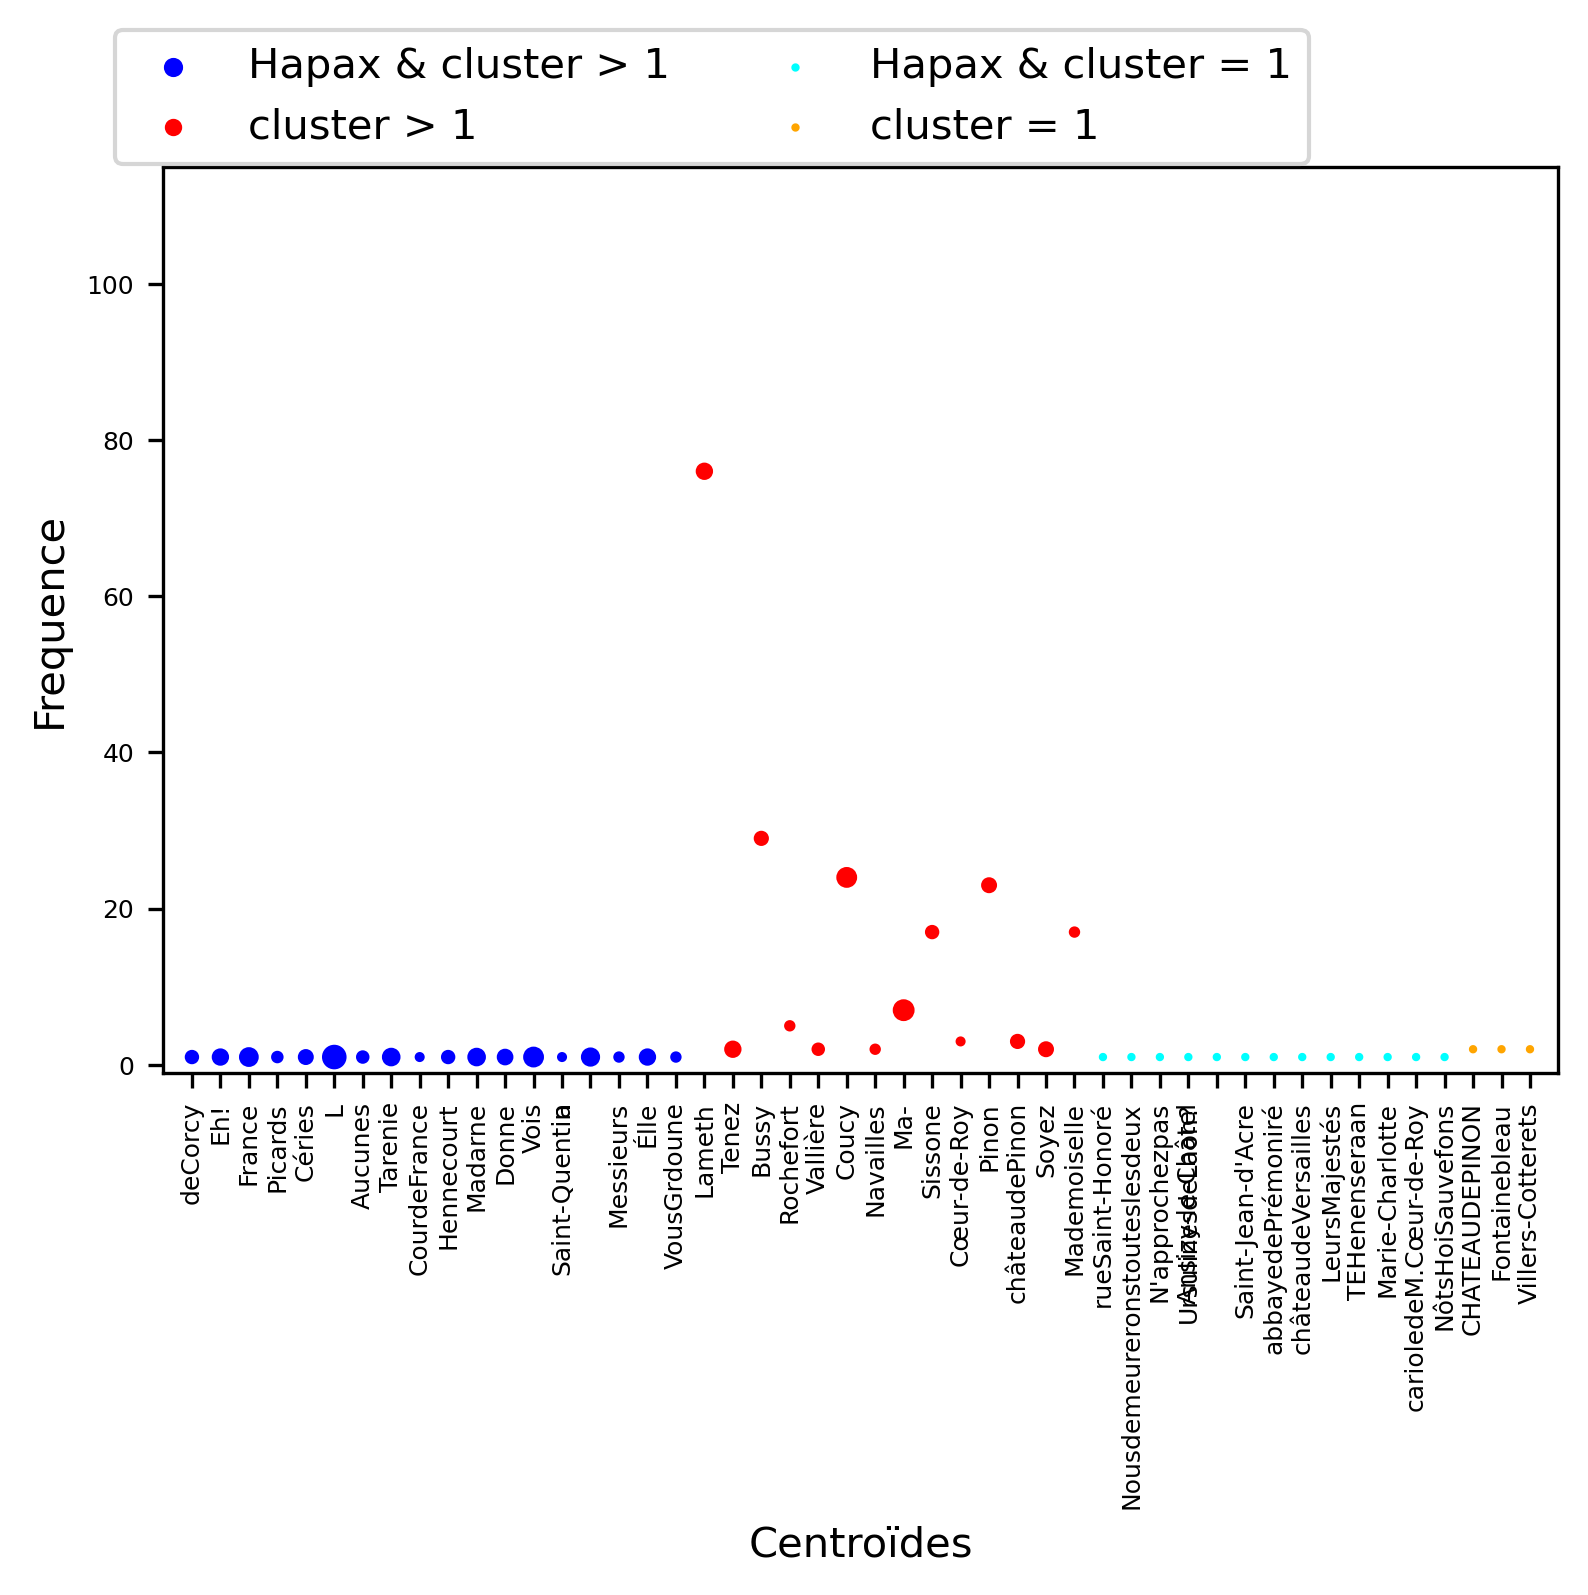 Hapax & cluster > 1
cluster > 1
Hapax & cluster = 1
cluster = 1
Frequence
100
80
60
40
20
0
deCorcy
Eh!
France
Picards
Céries
L
Aucunes
Tarenie
CourdeFrance
Hennecourt
Madarne
Donne
Vois
Saint-Quentin
Messieurs
Élle
VousGrdoune
Lameth
Tenez
Bussy
Rochefort
Vallière
Coucy
Navailles
Ma-
Sissone
Cœur-de-Roy
Pinon
châteaudePinon
Soyez
Mademoiselle
rueSaint-Honoré
Nousdemeureronstouteslesdeux
N'approchezpas
Saint-Jean-d'Acre
abbayedePrémoniré
châteaudeVersailles
LeursMajestés
TEHenenseraan
Marie-Charlotte
carioledeM.Cœur-de-Roy
NôtsHoiSauvefons
CHATEAUDEPINON
Fontainebleau
Villers-Cotterets
Centroïdes